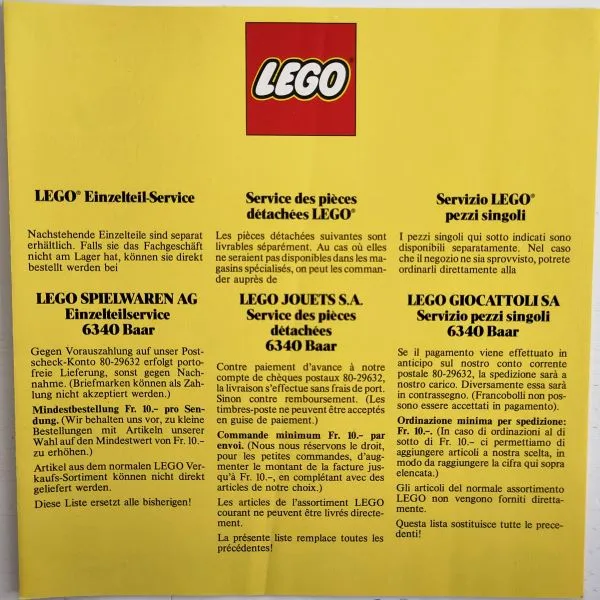 LEGO®
LEGO® Einzelteil-Service
Nachstehende Einzelteile sind separat
erhältlich. Falls sie das Fachgeschäft
nicht am Lager hat, können sie direkt
bestellt werden bei
LEGO SPIELWAREN AG
Einzelteilservice
6340 Baar
Gegen Vorauszahlung auf unser Post-
scheck-Konto 80-29632 erfolgt porto-
freie Lieferung, sonst gegen Nach-
nahme. (Briefmarken können als Zah-
lung nicht akzeptiert werden.)
Mindestbestellung Fr. 10.– pro Sen-
dung. (Wir behalten uns vor, zu kleine
Bestellungen mit Artikeln unserer
Wahl auf den Mindestwert von Fr. 10.–
zu erhöhen.)
Artikel aus dem normalen LEGO Ver-
kaufs-Sortiment können nicht direkt
geliefert werden.
Diese Liste ersetzt alle bisherigen!
Service des pièces
détachées LEGO®
Les pièces détachées suivantes sont
livrables séparément. Au cas où elles
ne seraient pas disponibles dans les ma-
gasins spécialisés, on peut les comman-
der auprès de
LEGO JOUETS S.A.
Service des pièces
détachées
6340 Baar
Contre paiement d'avance à notre
compte de chèques postaux 80-29632,
la livraison s'effectue sans frais de port.
Sinon contre remboursement. (Les
timbres-poste ne peuvent être acceptés
en guise de paiement.)
Commande minimum Fr. 10.– par
envoi. (Nous nous réservons le droit,
pour les petites commandes, d'aug-
menter le montant de la facture jus-
qu'à Fr. 10.–, en complétant avec des
articles de notre choix.)
Les articles de l'assortiment LEGO
courant ne peuvent être livrés directe-
ment.
La présente liste remplace toutes les
précédentes!
Servizio LEGO®
pezzi singoli
I pezzi singoli qui sotto indicati sono
disponibili separatamente. Nel caso
che il negozio ne sia sprovvisto, potrete
ordinarli direttamente alla
LEGO GIOCATTOLI SA
Servizio pezzi singoli
6340 Baar
Se il pagamento viene effettuato in
anticipo sul nostro conto corrente
postale 80-29632, la spedizione sarà a
nostro carico. Diversamente essa sarà
in contrassegno. (Francobolli non pos-
sono essere accettati in pagamento).
Ordinazione minima per spedizione:
Fr. 10.–. (In caso di ordinazioni al di
sotto di Fr. 10.– ci permettiamo di
aggiungere articoli a nostra scelta, in
modo da raggiungere la cifra qui sopra
elencata.)
Gli articoli del normale assortimento
LEGO non vengono forniti diretta-
mente.
Questa lista sostituisce tutte le prece-
denti!